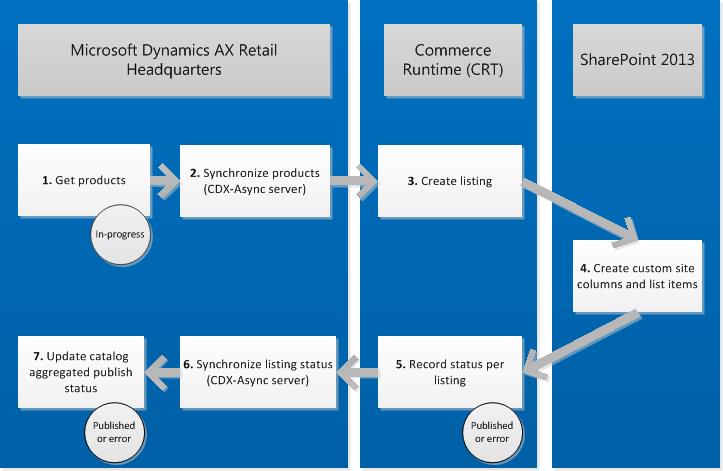 Microsoft Dynamics AX Retail
Headquarters
Commerce
Runtime (CRT)
SharePoint 2013
1. Get products
In-progress
2. Synchronize products
(CDX-Async server)
3. Create listing
4. Create custom site
columns and list items
5. Record status per
listing
Published
or error
6. Synchronize listing status
(CDX-Async server)
7. Update catalog
aggregated publish
status
Published
or error